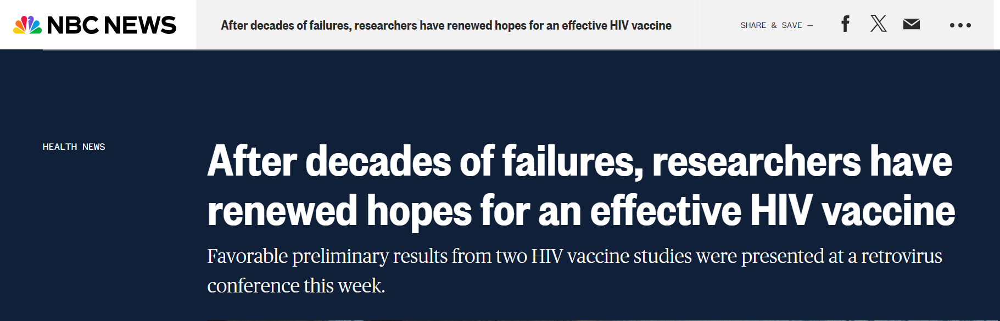 NBC NEWS
After decades of failures, researchers have renewed hopes for an effective HIV vaccine
SHARE & SAVE —
HEALTH NEWS
After decades of failures, researchers have
renewed hopes for an effective HIV vaccine
Favorable preliminary results from two HIV vaccine studies were presented at a retrovirus
conference this week.